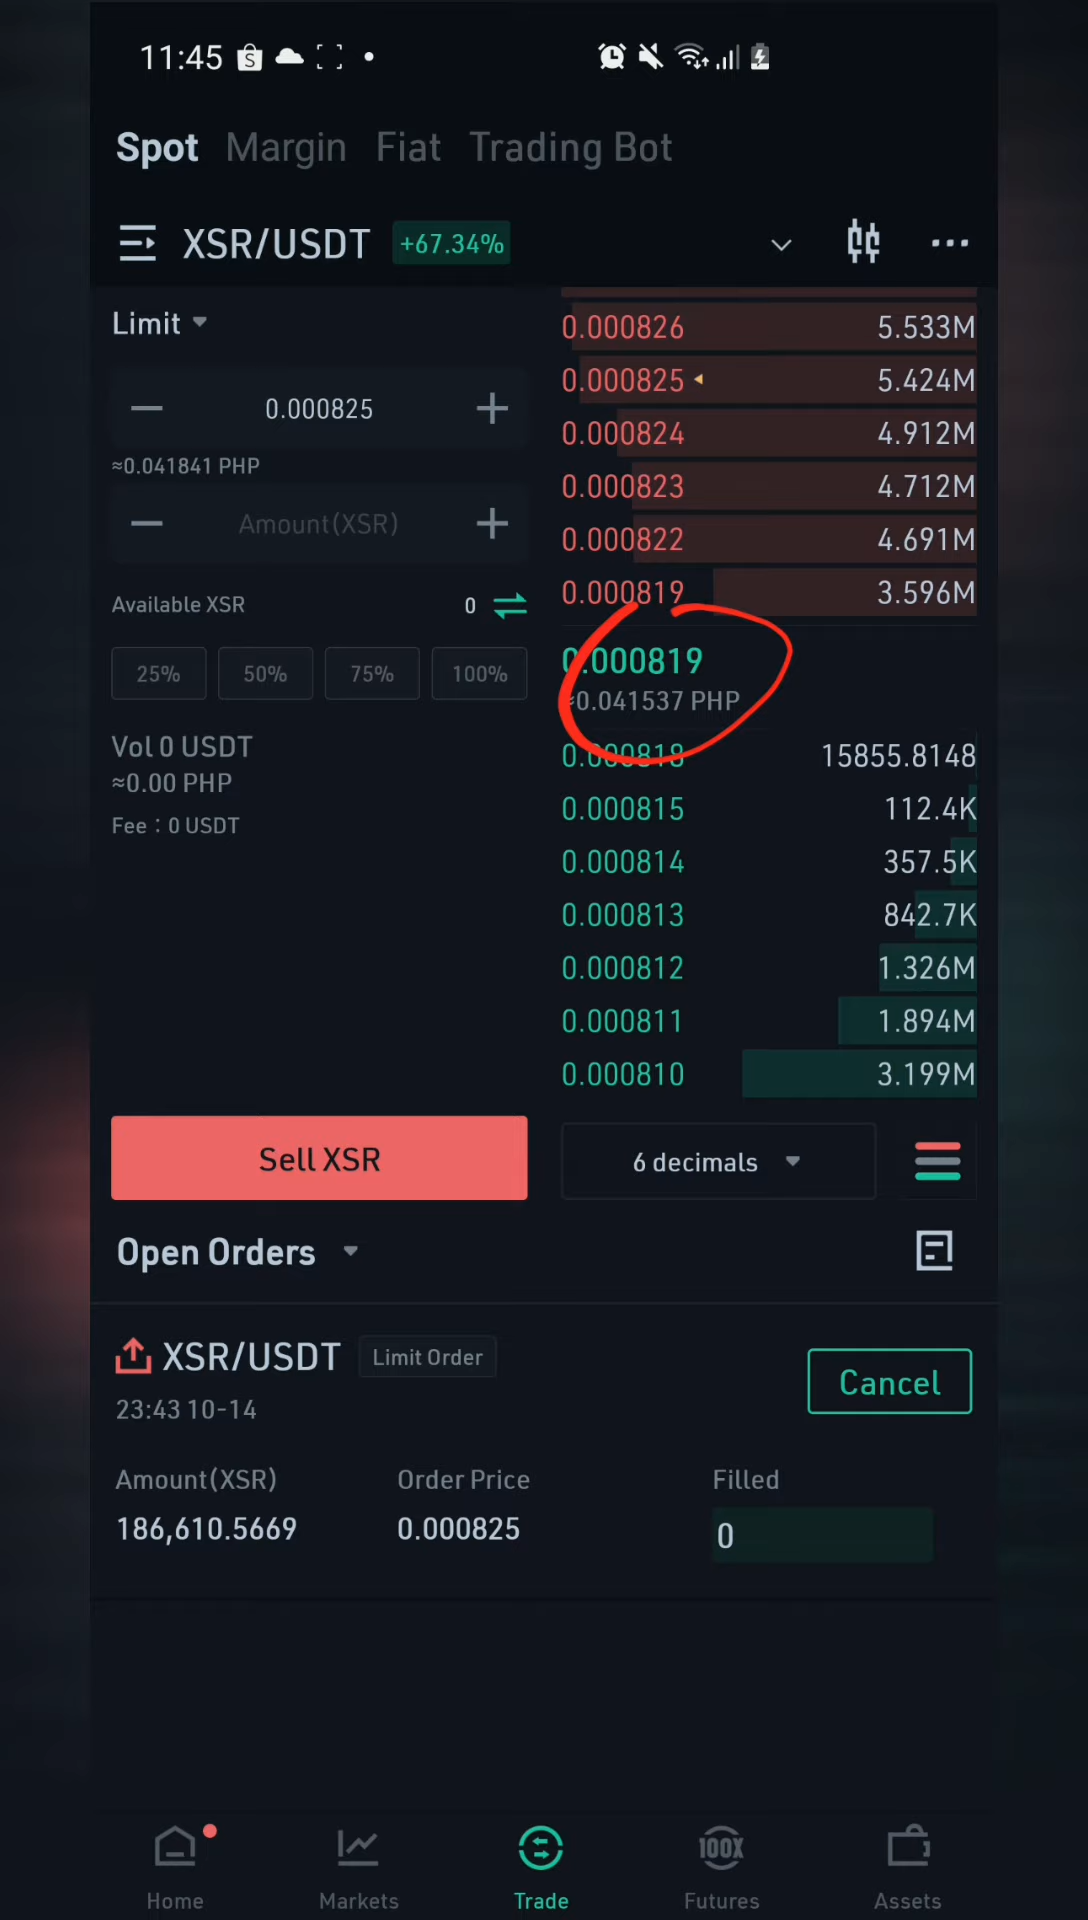 11:45
Spot Margin Fiat Trading Bot
XSR/USDT +67.34%
Limit
0.000825
≈0.041841 PHP
Amount(XSR)
Available XSR 0
25% 50% 75% 100%
Vol 0 USDT
≈0.00 PHP
Fee : 0 USDT
Sell XSR
0.000826 5.533M
0.000825 5.424M
0.000824 4.912M
0.000823 4.712M
0.000822 4.691M
0.000819 3.596M
0.000819
≈0.041537 PHP
0.000818 15855.8148
0.000815 112.4K
0.000814 357.5K
0.000813 842.7K
0.000812 1.326M
0.000811 1.894M
0.000810 3.199M
6 decimals
Open Orders
XSR/USDT Limit Order
Cancel
23:43 10-14
Amount(XSR) Order Price Filled
186,610.5669 0.000825 0
100X
Home Markets Trade Futures Assets